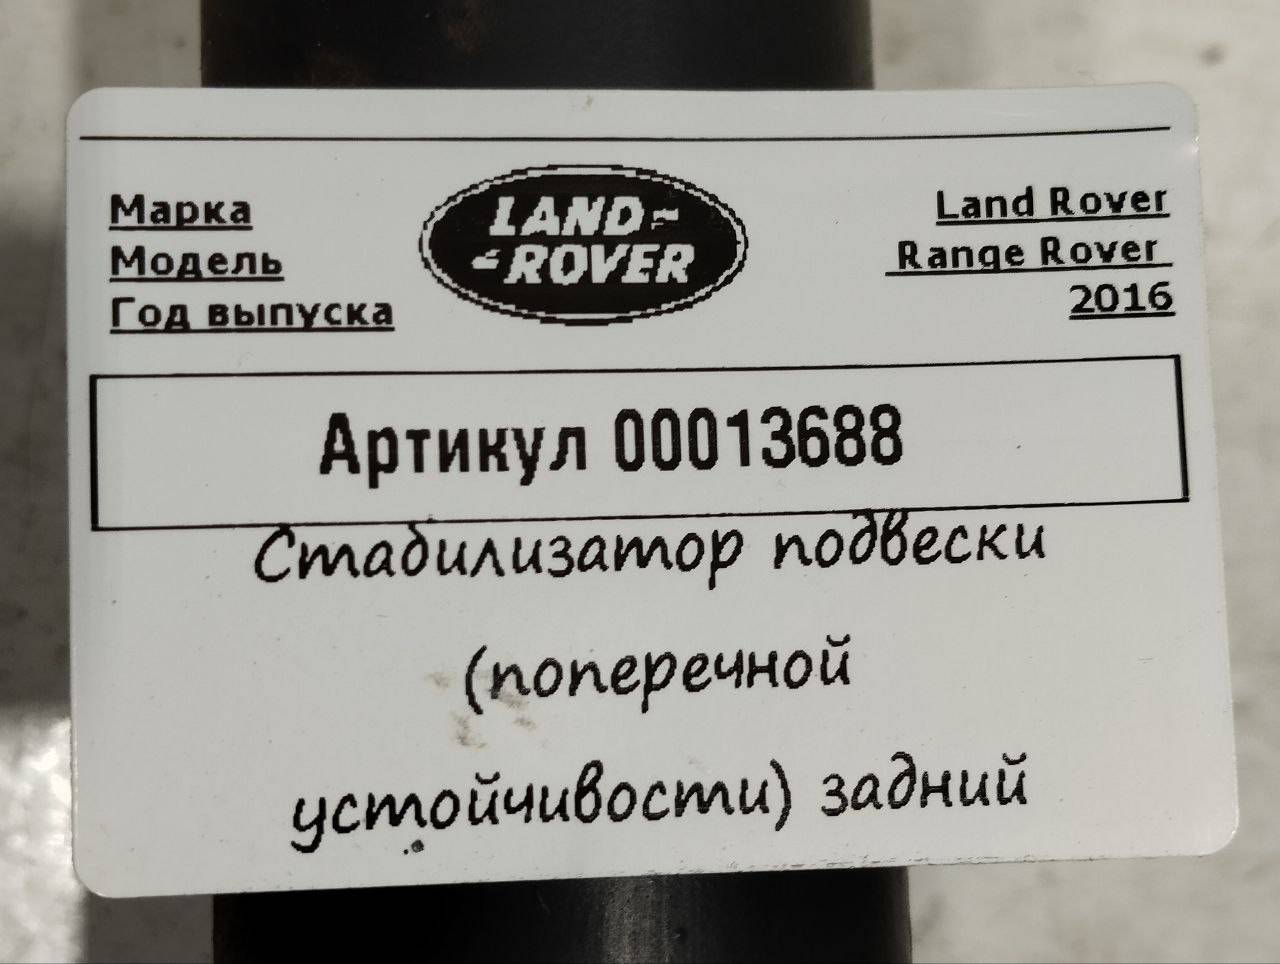 Марка
Модель
Год выпуска
LAND-
-ROVER
Land Rover
Range Rover
2016
Артикул 00013688
Стабилизатор подвески
(поперечной
устойчивости) задний